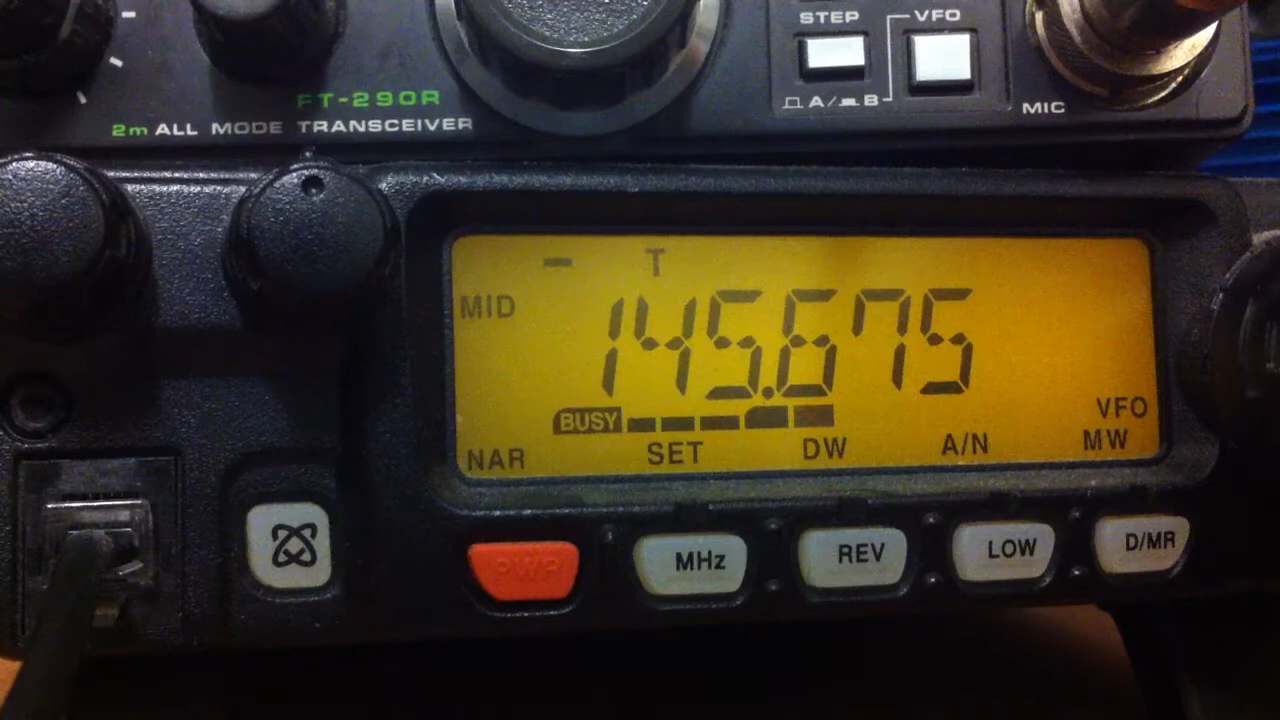 STEP VFO
A/ B
MIC
FT-290R
2m ALL MODE TRANSCEIVER
- T
MID
145.675
BUSY
VFO
NAR SET DW A/N MW
PWR MHz REV LOW D/MR